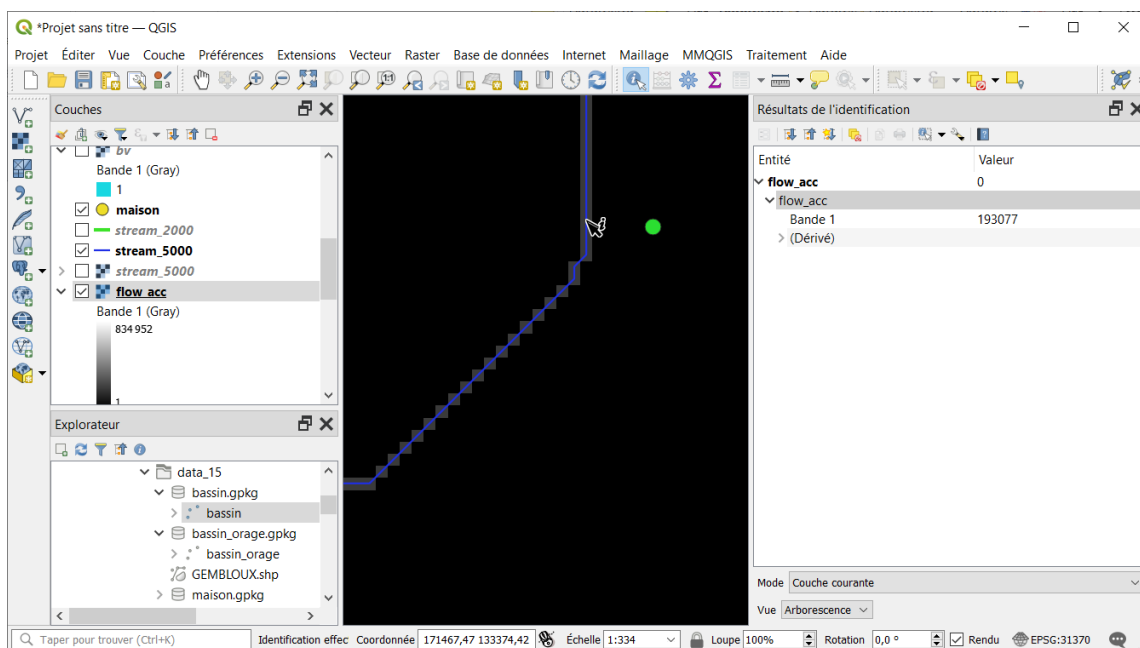 *Projet sans titre — QGIS
Projet Éditer Vue Couche Préférences Extensions Vecteur Raster Base de données Internet Maillage MMQGIS Traitement Aide
Couches
bv
Bande 1 (Gray)
1
maison
stream_2000
stream_5000
stream_5000
flow_acc
Bande 1 (Gray)
834 952
1
Explorateur
data_15
bassin.gpkg
bassin
bassin_orage.gpkg
bassin_orage
GEMBLOUX.shp
maison.gpkg
Résultats de l'identification
Entité Valeur
flow_acc 0
flow_acc
Bande 1 193077
(Dérivé)
Mode Couche courante
Vue Arborescence
Taper pour trouver (Ctrl+K) Identification effec Coordonnée 171467,47 133374,42 Échelle 1:334 Loupe 100% Rotation 0,0 ° Rendu EPSG:31370